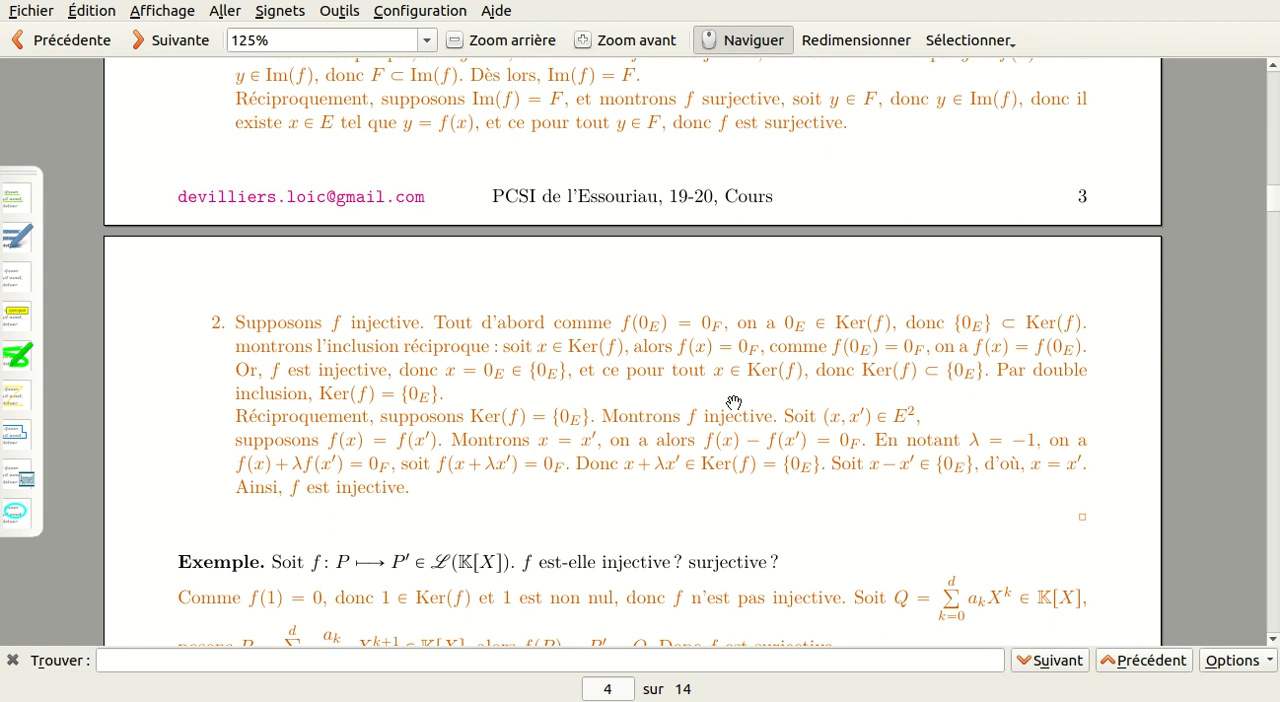 Fichier Édition Affichage Aller Signets Outils Configuration Aide
Précédente Suivante 125% Zoom arrière Zoom avant Naviguer Redimensionner Sélectionner
y ∈ Im(f), donc F ⊂ Im(f). Dès lors, Im(f) = F.
Réciproquement, supposons Im(f) = F, et montrons f surjective, soit y ∈ F, donc y ∈ Im(f), donc il
existe x ∈ E tel que y = f(x), et ce pour tout y ∈ F, donc f est surjective.
devilliers.loic@gmail.com PCSI de l'Essouriau, 19-20, Cours 3
2. Supposons f injective. Tout d'abord comme f(0_E) = 0_F, on a 0_E ∈ Ker(f), donc {0_E} ⊂ Ker(f).
montrons l'inclusion réciproque : soit x ∈ Ker(f), alors f(x) = 0_F, comme f(0_E) = 0_F, on a f(x) = f(0_E).
Or, f est injective, donc x = 0_E ∈ {0_E}, et ce pour tout x ∈ Ker(f), donc Ker(f) ⊂ {0_E}. Par double
inclusion, Ker(f) = {0_E}.
Réciproquement, supposons Ker(f) = {0_E}. Montrons f injective. Soit (x, x′) ∈ E²,
supposons f(x) = f(x′). Montrons x = x′, on a alors f(x) − f(x′) = 0_F. En notant λ = −1, on a
f(x) + λf(x′) = 0_F, soit f(x + λx′) = 0_F. Donc x + λx′ ∈ Ker(f) = {0_E}. Soit x − x′ ∈ {0_E}, d'où, x = x′.
Ainsi, f est injective.
□
Exemple. Soit f : P ⟼ P′ ∈ ℒ(𝕂[X]). f est-elle injective ? surjective ?
Comme f(1) = 0, donc 1 ∈ Ker(f) et 1 est non nul, donc f n'est pas injective. Soit Q = ∑_{k=0}^{d} a_k X^k ∈ 𝕂[X],
Trouver : Suivant Précédent Options
4 sur 14